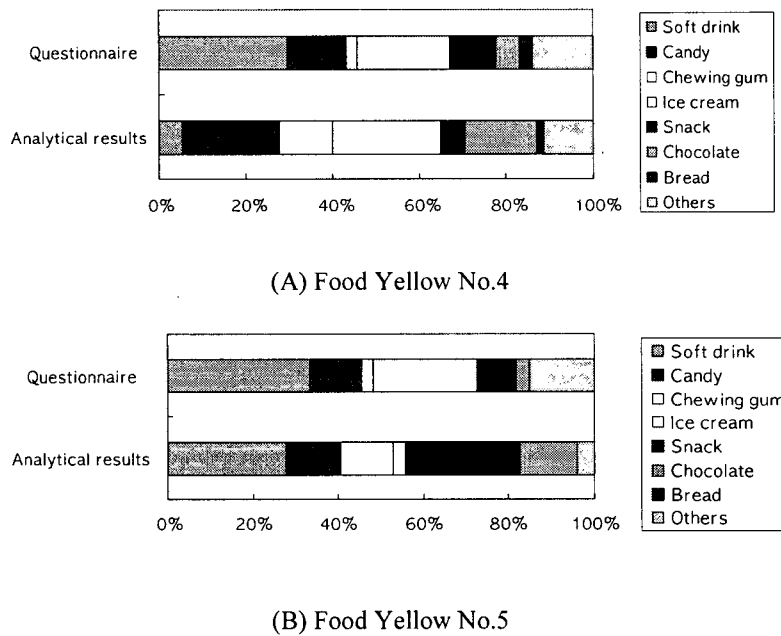 Questionnaire
Analytical results
0% 20% 40% 60% 80% 100%
Soft drink
Candy
Chewing gum
Ice cream
Snack
Chocolate
Bread
Others
(A) Food Yellow No.4
Questionnaire
Analytical results
0% 20% 40% 60% 80% 100%
Soft drink
Candy
Chewing gum
Ice cream
Snack
Chocolate
Bread
Others
(B) Food Yellow No.5